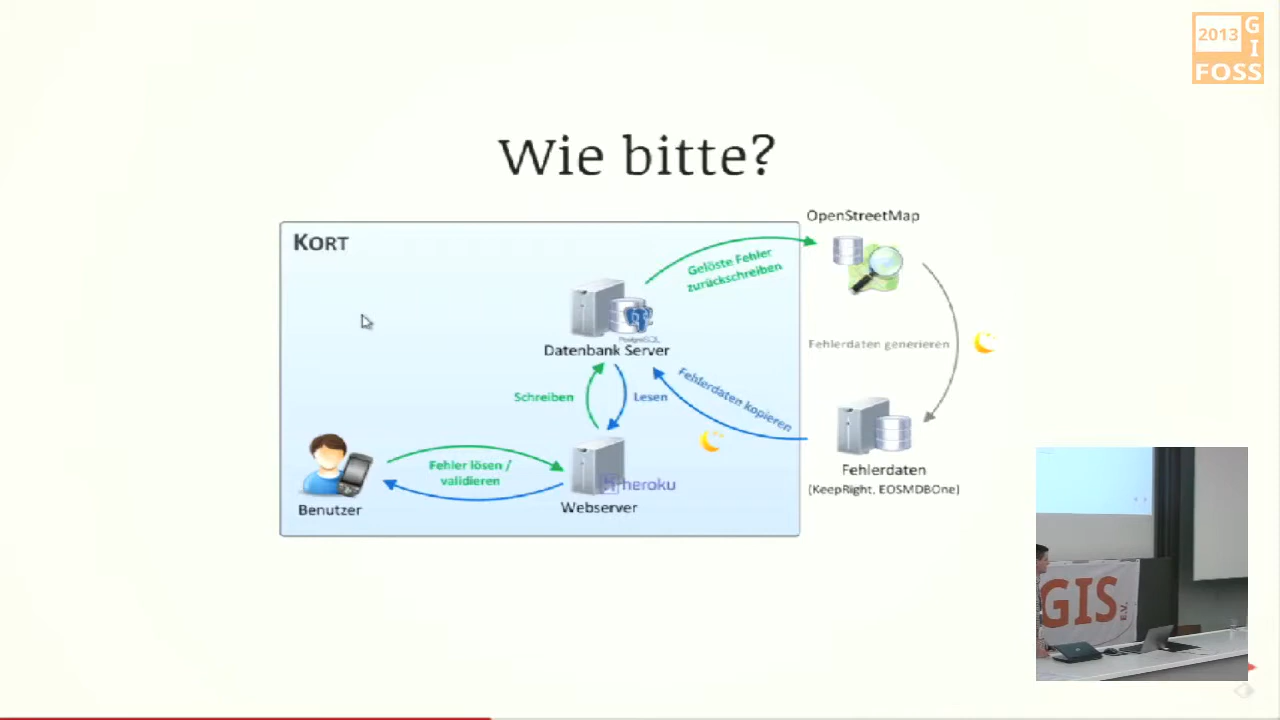 2013
G
I
FOSS
Wie bitte?
KORT
OpenStreetMap
Gelöste Fehler
zurückschreiben
PostgreSQL
Datenbank Server
Fehlerdaten generieren
Schreiben
Lesen
Fehlerdaten kopieren
Fehler lösen /
validieren
heroku
Benutzer
Webserver
Fehlerdaten
(KeepRight, EOSMDBOne)
GIS
E.V.